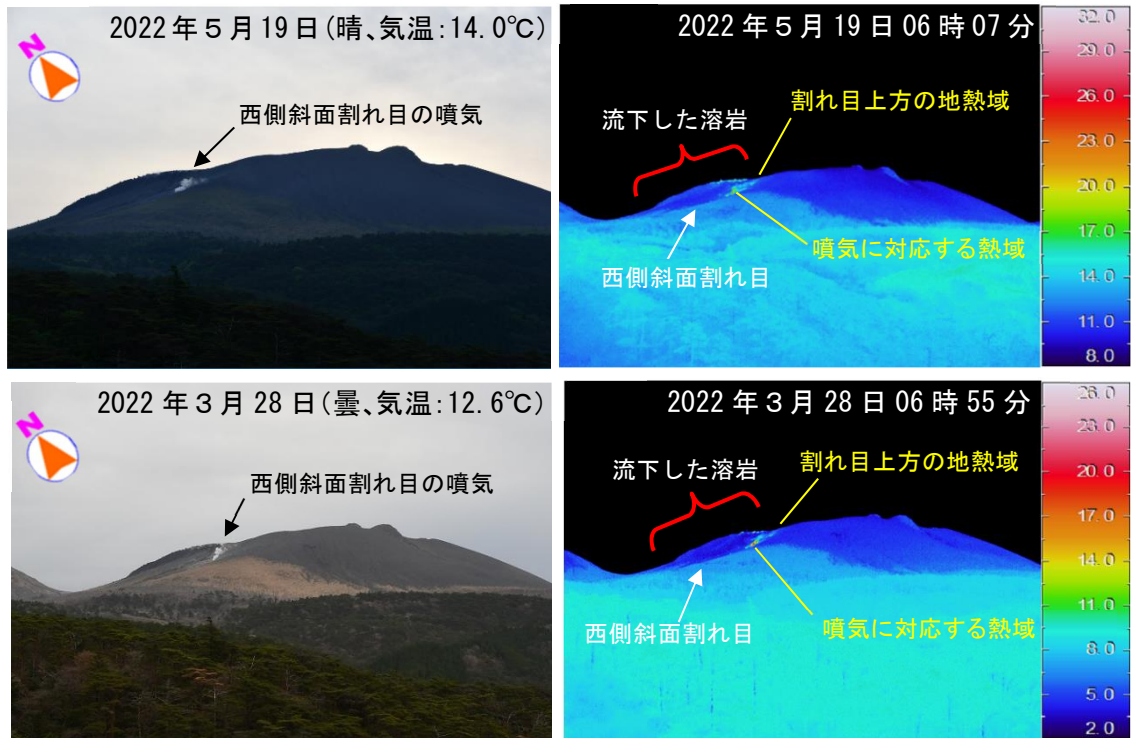 2022年5月19日(晴、気温:14.0℃)
N
西側斜面割れ目の噴気
2022年5月19日06時07分
割れ目上方の地熱域
流下した溶岩
噴気に対応する熱域
西側斜面割れ目
32.0
29.0
26.0
23.0
20.0
17.0
14.0
11.0
8.0
2022年3月28日(曇、気温:12.6℃)
N
西側斜面割れ目の噴気
2022年3月28日06時55分
割れ目上方の地熱域
流下した溶岩
西側斜面割れ目
噴気に対応する熱域
26.0
23.0
20.0
17.0
14.0
11.0
8.0
5.0
2.0